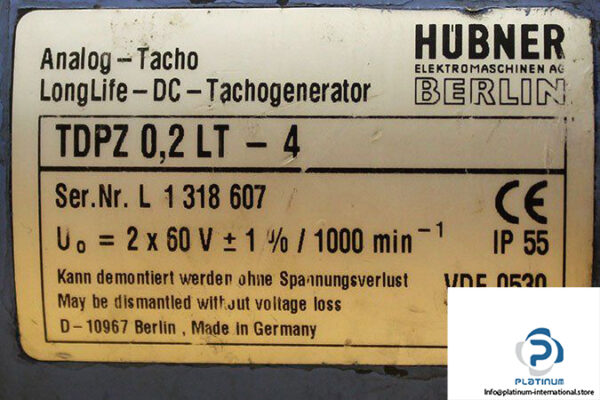 Analog – Tacho
LongLife – DC – Tachogenerator
HÜBNER
ELEKTROMASCHINEN AG
BERLIN
TDPZ 0,2 LT – 4
Ser.Nr. L 1 318 607
U₀ = 2 x 60 V ± 1 % / 1000 min⁻¹
CE
IP 55
Kann demontiert werden ohne Spannungsverlust
VDE 0530
May be dismantled without voltage loss
D – 10967 Berlin , Made in Germany
PLATINUM
Info@platinum-international.store